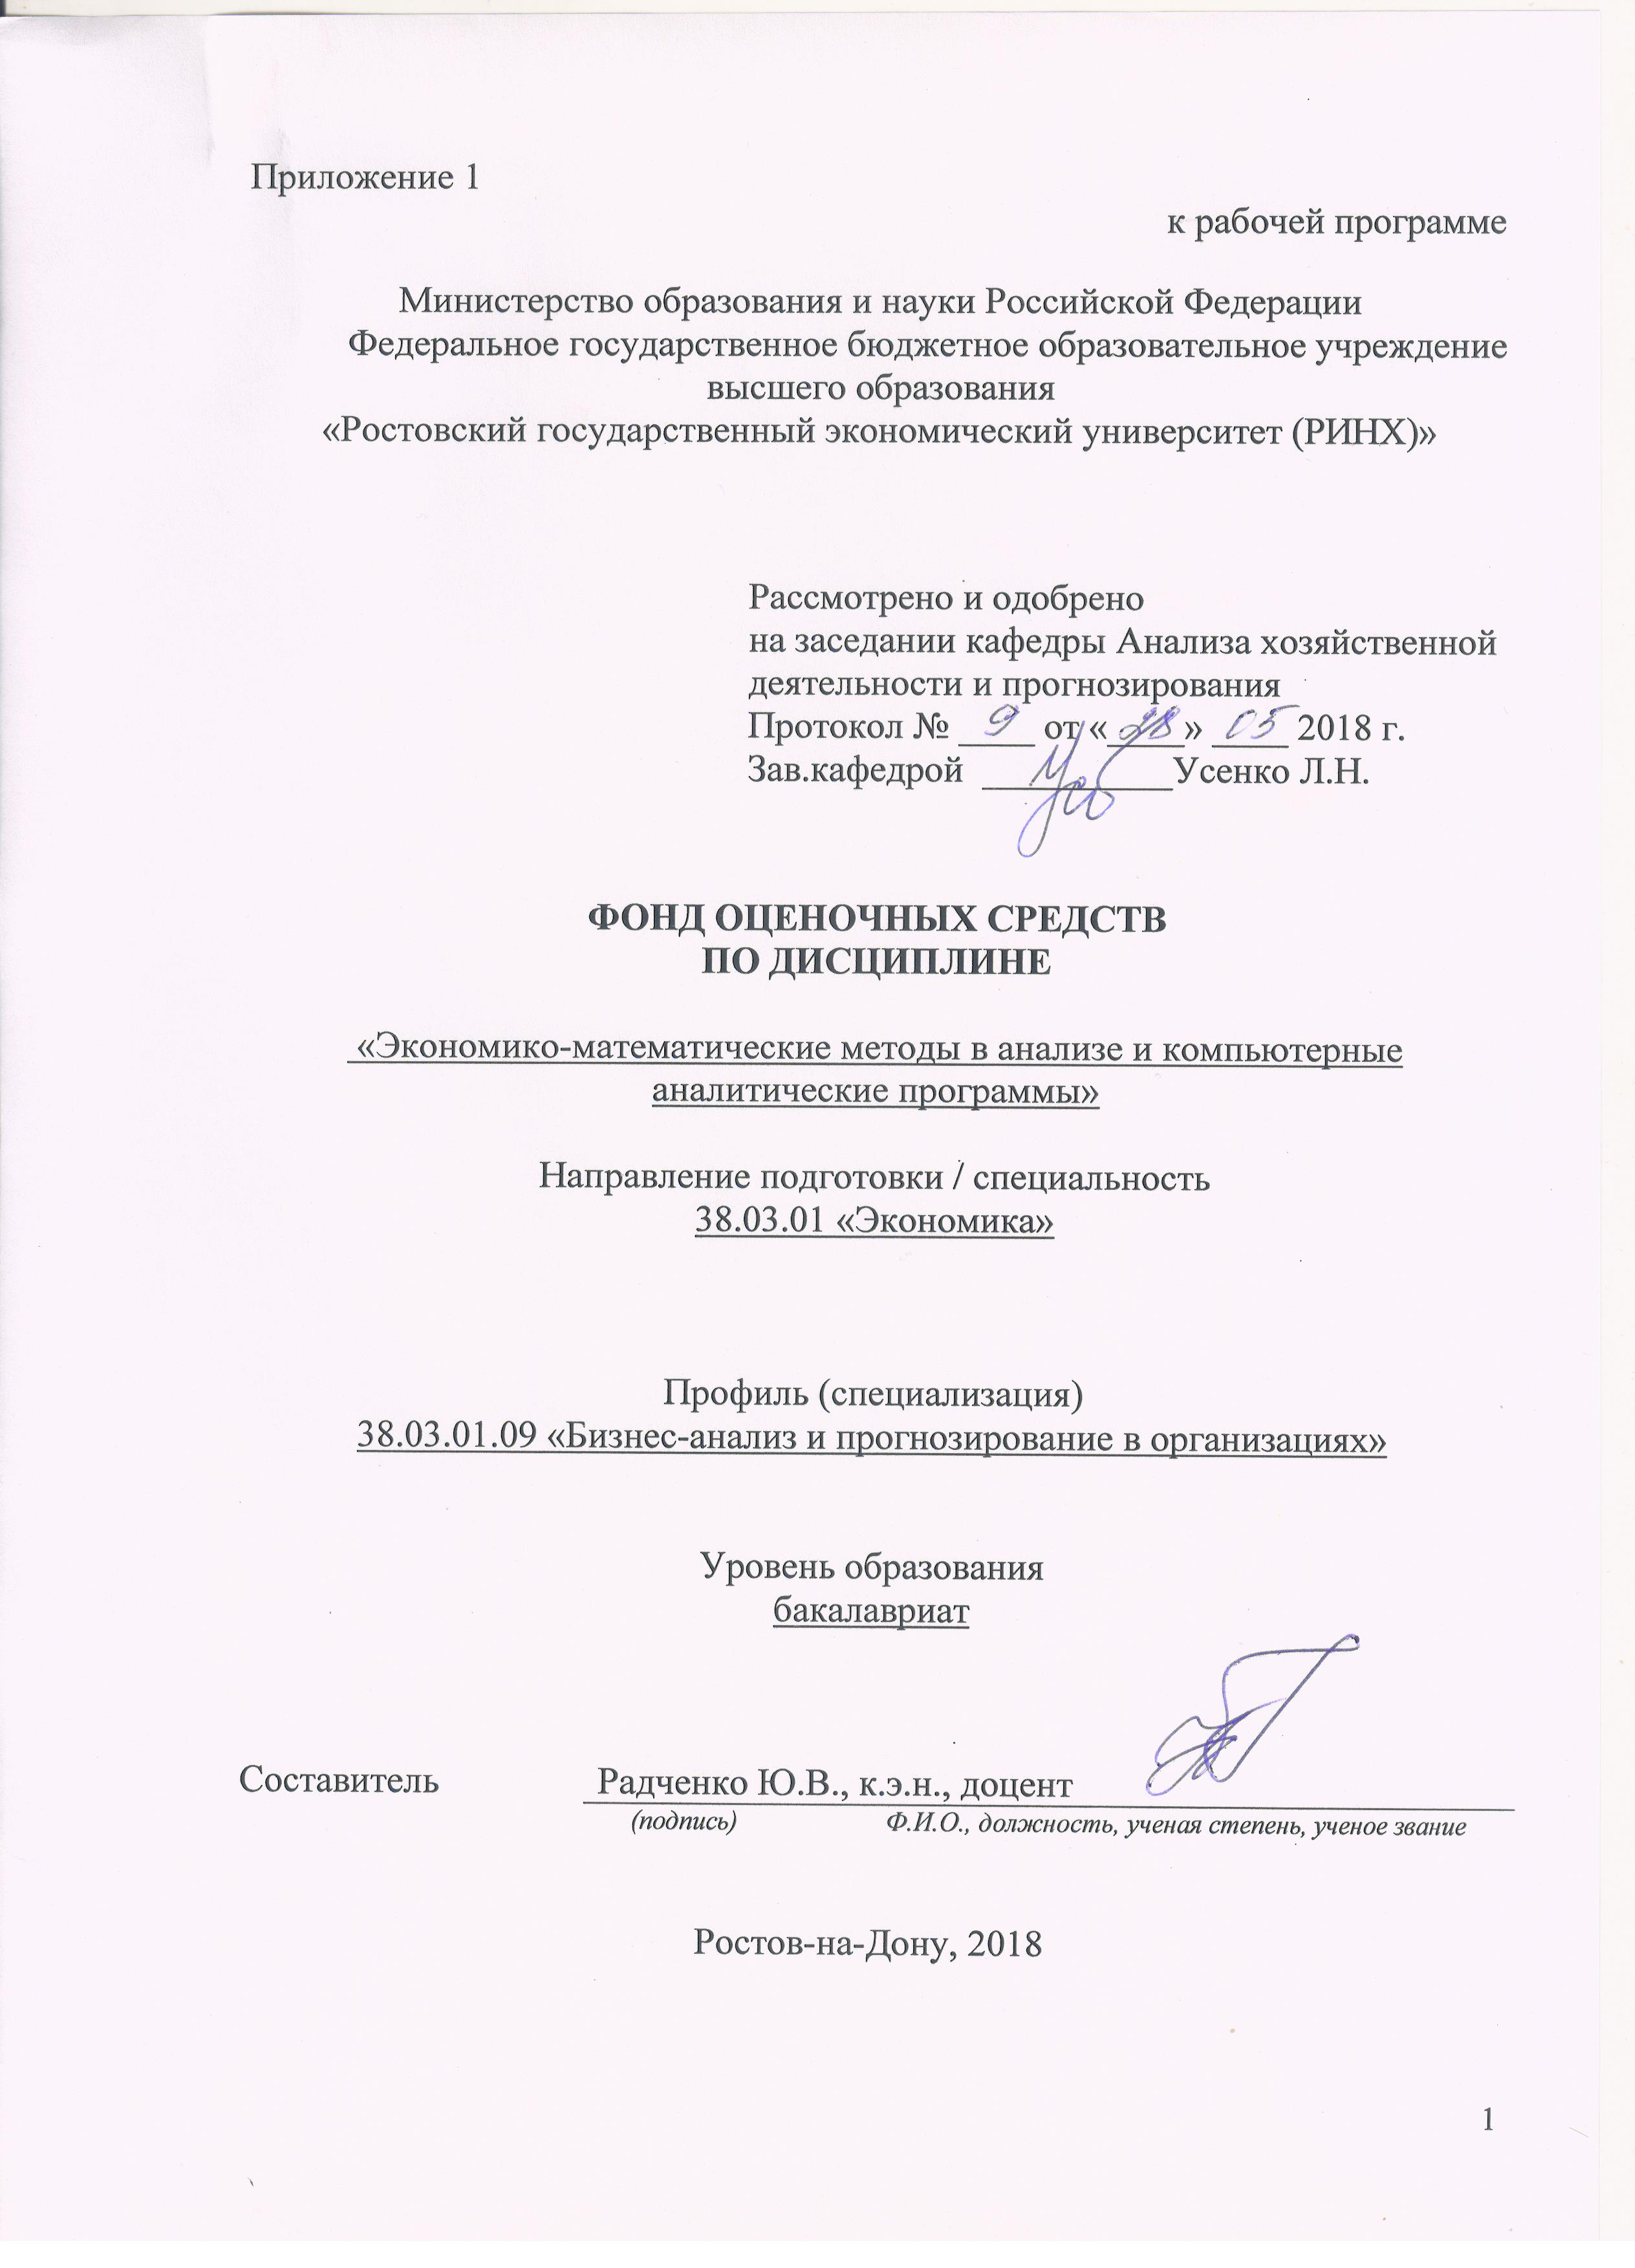 Приложение 1
к рабочей программе
Министерство образования и науки Российской Федерации
Федеральное государственное бюджетное образовательное учреждение
высшего образования
«Ростовский государственный экономический университет (РИНХ)»
Рассмотрено и одобрено
на заседании кафедры Анализа хозяйственной
деятельности и прогнозирования
Протокол № 9 от «28» 05 2018 г.
Зав.кафедрой Усенко Л.Н.
ФОНД ОЦЕНОЧНЫХ СРЕДСТВ
ПО ДИСЦИПЛИНЕ
«Экономико-математические методы в анализе и компьютерные
аналитические программы»
Направление подготовки / специальность
38.03.01 «Экономика»
Профиль (специализация)
38.03.01.09 «Бизнес-анализ и прогнозирование в организациях»
Уровень образования
бакалавриат
Составитель Радченко Ю.В., к.э.н., доцент
(подпись) Ф.И.О., должность, ученая степень, ученое звание
Ростов-на-Дону, 2018
1